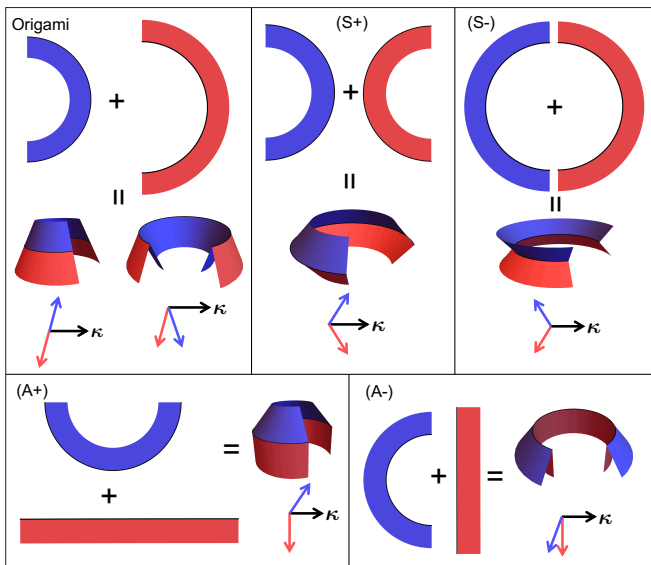 Origami
(S+)
(S-)
+
+
+
=
=
=
κ
κ
κ
κ
(A+)
(A-)
+
=
+
=
κ
κ